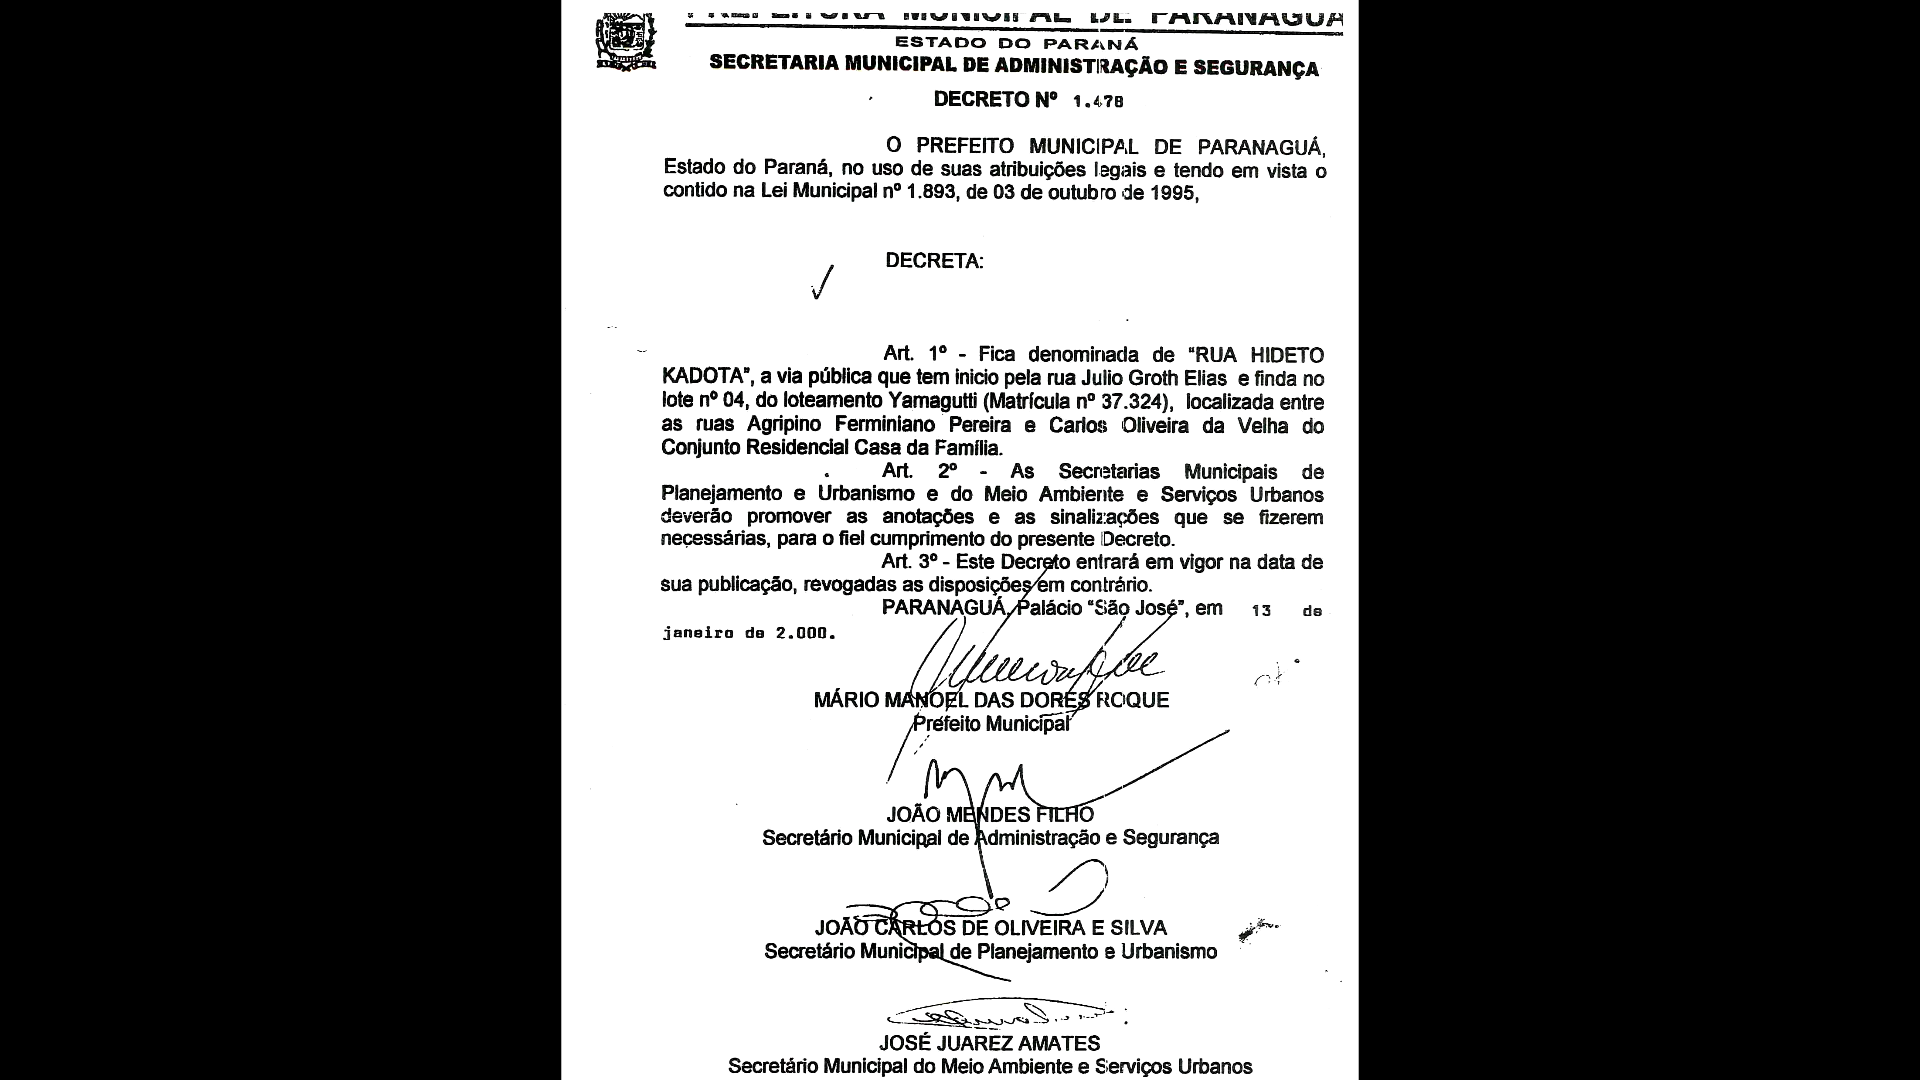 PREFEITURA MUNICIPAL DE PARANAGUÁ
ESTADO DO PARANÁ
SECRETARIA MUNICIPAL DE ADMINISTRAÇÃO E SEGURANÇA
DECRETO Nº 1.478
O PREFEITO MUNICIPAL DE PARANAGUÁ,
Estado do Paraná, no uso de suas atribuições legais e tendo em vista o
contido na Lei Municipal nº 1.893, de 03 de outubro de 1995,
DECRETA:
Art. 1º - Fica denominada de “RUA HIDETO
KADOTA”, a via pública que tem inicio pela rua Julio Groth Elias e finda no
lote nº 04, do loteamento Yamagutti (Matrícula nº 37.324), localizada entre
as ruas Agripino Ferminiano Pereira e Carlos Oliveira da Velha do
Conjunto Residencial Casa da Família.
Art. 2º - As Secretarias Municipais de
Planejamento e Urbanismo e do Meio Ambiente e Serviços Urbanos
deverão promover as anotações e as sinalizações que se fizerem
necessárias, para o fiel cumprimento do presente Decreto.
Art. 3º - Este Decreto entrará em vigor na data de
sua publicação, revogadas as disposições em contrário.
PARANAGUÁ, Palácio “São José”, em 13 de
janeiro de 2.000.
MÁRIO MANOEL DAS DORES ROQUE
Prefeito Municipal
JOÃO MENDES FILHO
Secretário Municipal de Administração e Segurança
JOÃO CARLOS DE OLIVEIRA E SILVA
Secretário Municipal de Planejamento e Urbanismo
JOSÉ JUAREZ AMATES
Secretário Municipal do Meio Ambiente e Serviços Urbanos